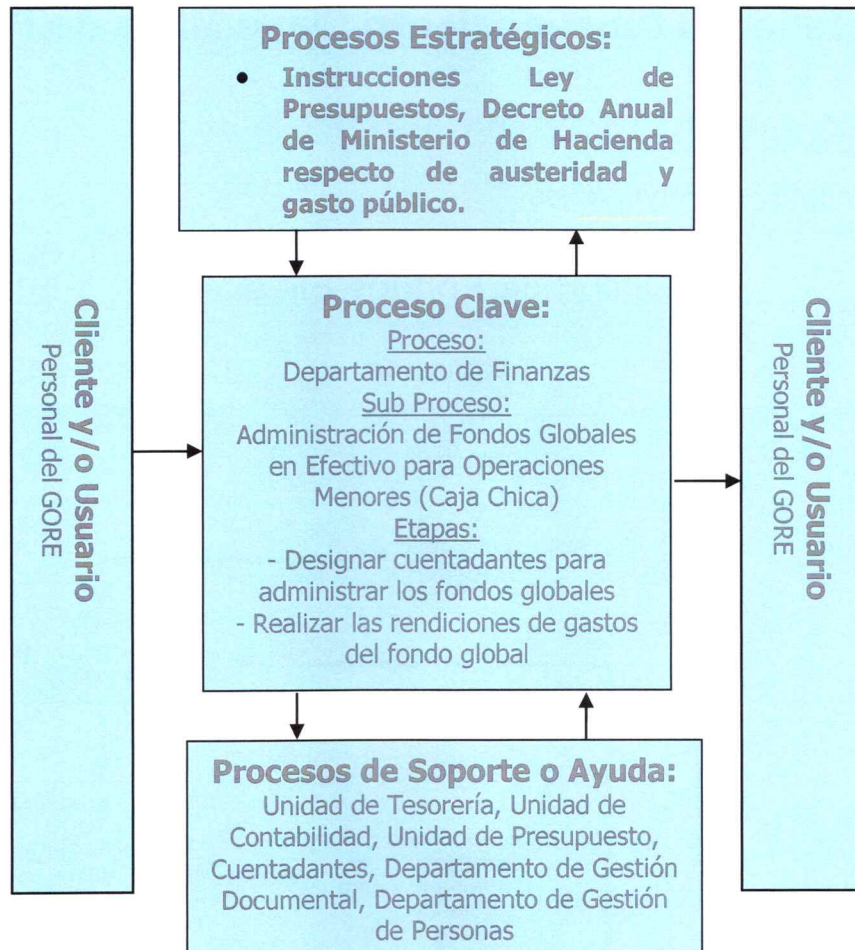 Cliente y/o Usuario
Personal del GORE
Procesos Estratégicos:
• Instrucciones Ley de
Presupuestos, Decreto Anual
de Ministerio de Hacienda
respecto de austeridad y
gasto público.
Proceso Clave:
Proceso:
Departamento de Finanzas
Sub Proceso:
Administración de Fondos Globales
en Efectivo para Operaciones
Menores (Caja Chica)
Etapas:
- Designar cuentadantes para
administrar los fondos globales
- Realizar las rendiciones de gastos
del fondo global
Procesos de Soporte o Ayuda:
Unidad de Tesorería, Unidad de
Contabilidad, Unidad de Presupuesto,
Cuentadantes, Departamento de Gestión
Documental, Departamento de Gestión
de Personas
Cliente y/o Usuario
Personal del GORE